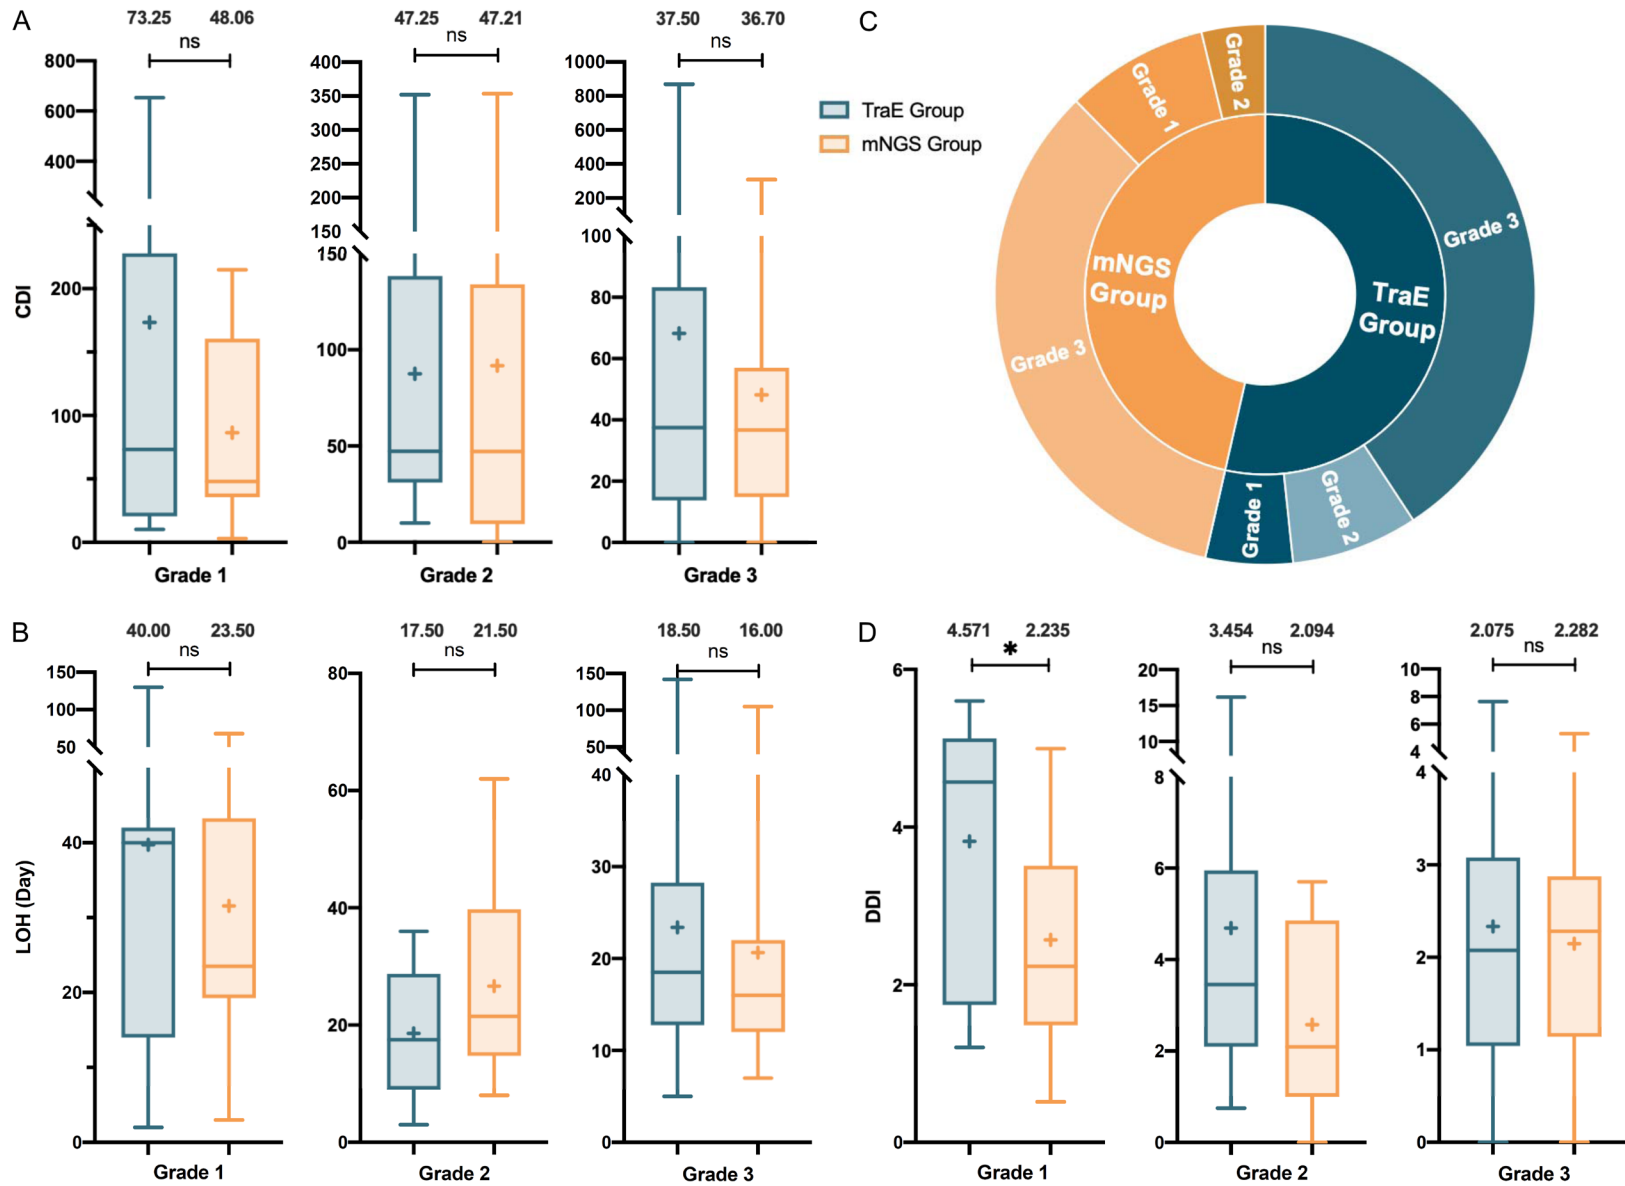 A
73.25 48.06
ns
800
600
400
200
100
0
CDI
Grade 1
47.25 47.21
ns
400
350
300
250
200
150
150
100
50
0
Grade 2
37.50 36.70
ns
1000
800
600
400
200
100
80
60
40
20
0
Grade 3
TraE Group
mNGS Group
C
Grade 1
Grade 2
Grade 3
mNGS
Group
TraE
Group
Grade 3
Grade 1
Grade 2
B
40.00 23.50
ns
150
100
50
40
20
0
LOH (Day)
Grade 1
17.50 21.50
ns
80
60
40
20
0
Grade 2
18.50 16.00
ns
150
100
50
40
30
20
10
0
Grade 3
D
4.571 2.235
*
6
4
2
0
DDI
Grade 1
3.454 2.094
ns
20
15
10
8
6
4
2
0
Grade 2
2.075 2.282
ns
10
8
6
4
4
3
2
1
0
Grade 3